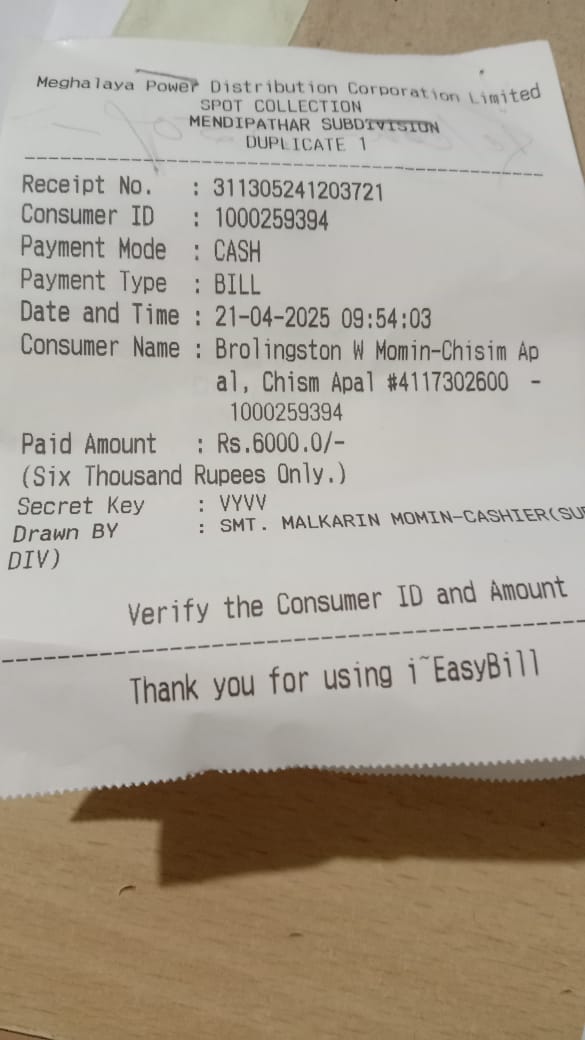 Meghalaya Power Distribution Corporation Limited
SPOT COLLECTION
MENDIPATHAR SUBDIVISION
DUPLICATE 1
Receipt No. : 311305241203721
Consumer ID : 1000259394
Payment Mode : CASH
Payment Type : BILL
Date and Time : 21-04-2025 09:54:03
Consumer Name : Brolingston W Momin-Chisim Ap
al, Chism Apal #4117302600 -
1000259394
Paid Amount : Rs.6000.0/-
(Six Thousand Rupees Only.)
Secret Key : VYVV
Drawn BY : SMT. MALKARIN MOMIN-CASHIER(SU
DIV)
Verify the Consumer ID and Amount
Thank you for using i~EasyBill